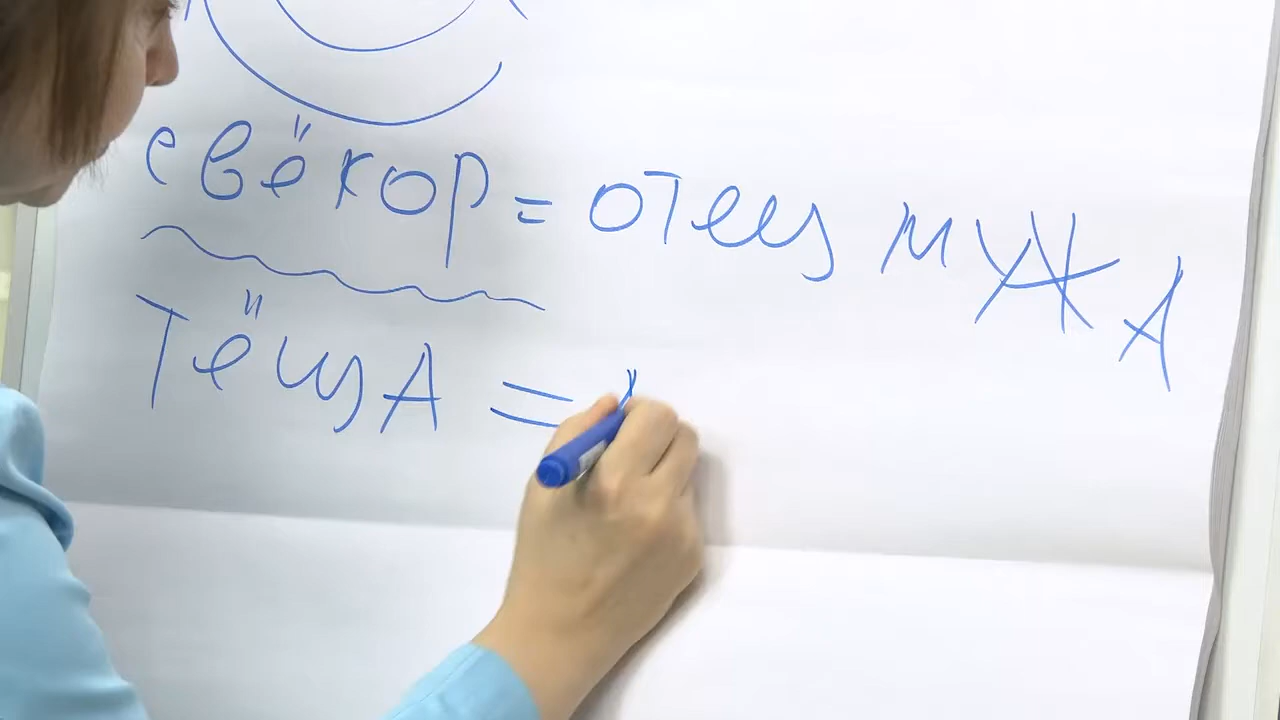 свёкор = отец мужа
тёща =